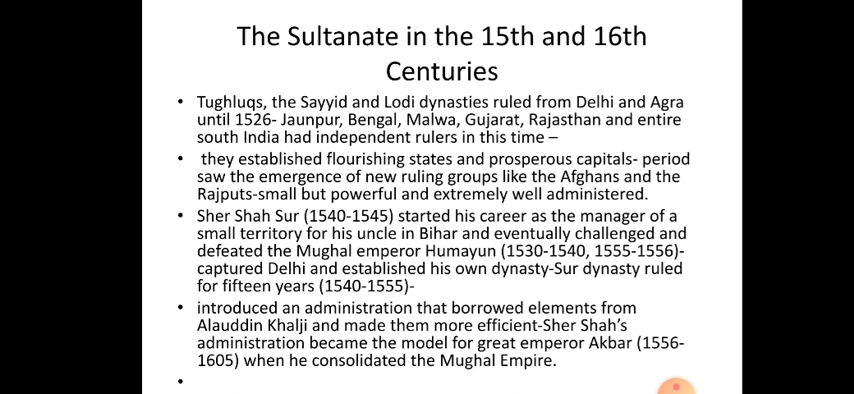 The Sultanate in the 15th and 16th
Centuries
• Tughluqs, the Sayyid and Lodi dynasties ruled from Delhi and Agra
until 1526- Jaunpur, Bengal, Malwa, Gujarat, Rajasthan and entire
south India had independent rulers in this time –
• they established flourishing states and prosperous capitals- period
saw the emergence of new ruling groups like the Afghans and the
Rajputs-small but powerful and extremely well administered.
• Sher Shah Sur (1540-1545) started his career as the manager of a
small territory for his uncle in Bihar and eventually challenged and
defeated the Mughal emperor Humayun (1530-1540, 1555-1556)-
captured Delhi and established his own dynasty-Sur dynasty ruled
for fifteen years (1540-1555)-
• introduced an administration that borrowed elements from
Alauddin Khalji and made them more efficient-Sher Shah’s
administration became the model for great emperor Akbar (1556-
1605) when he consolidated the Mughal Empire.
•